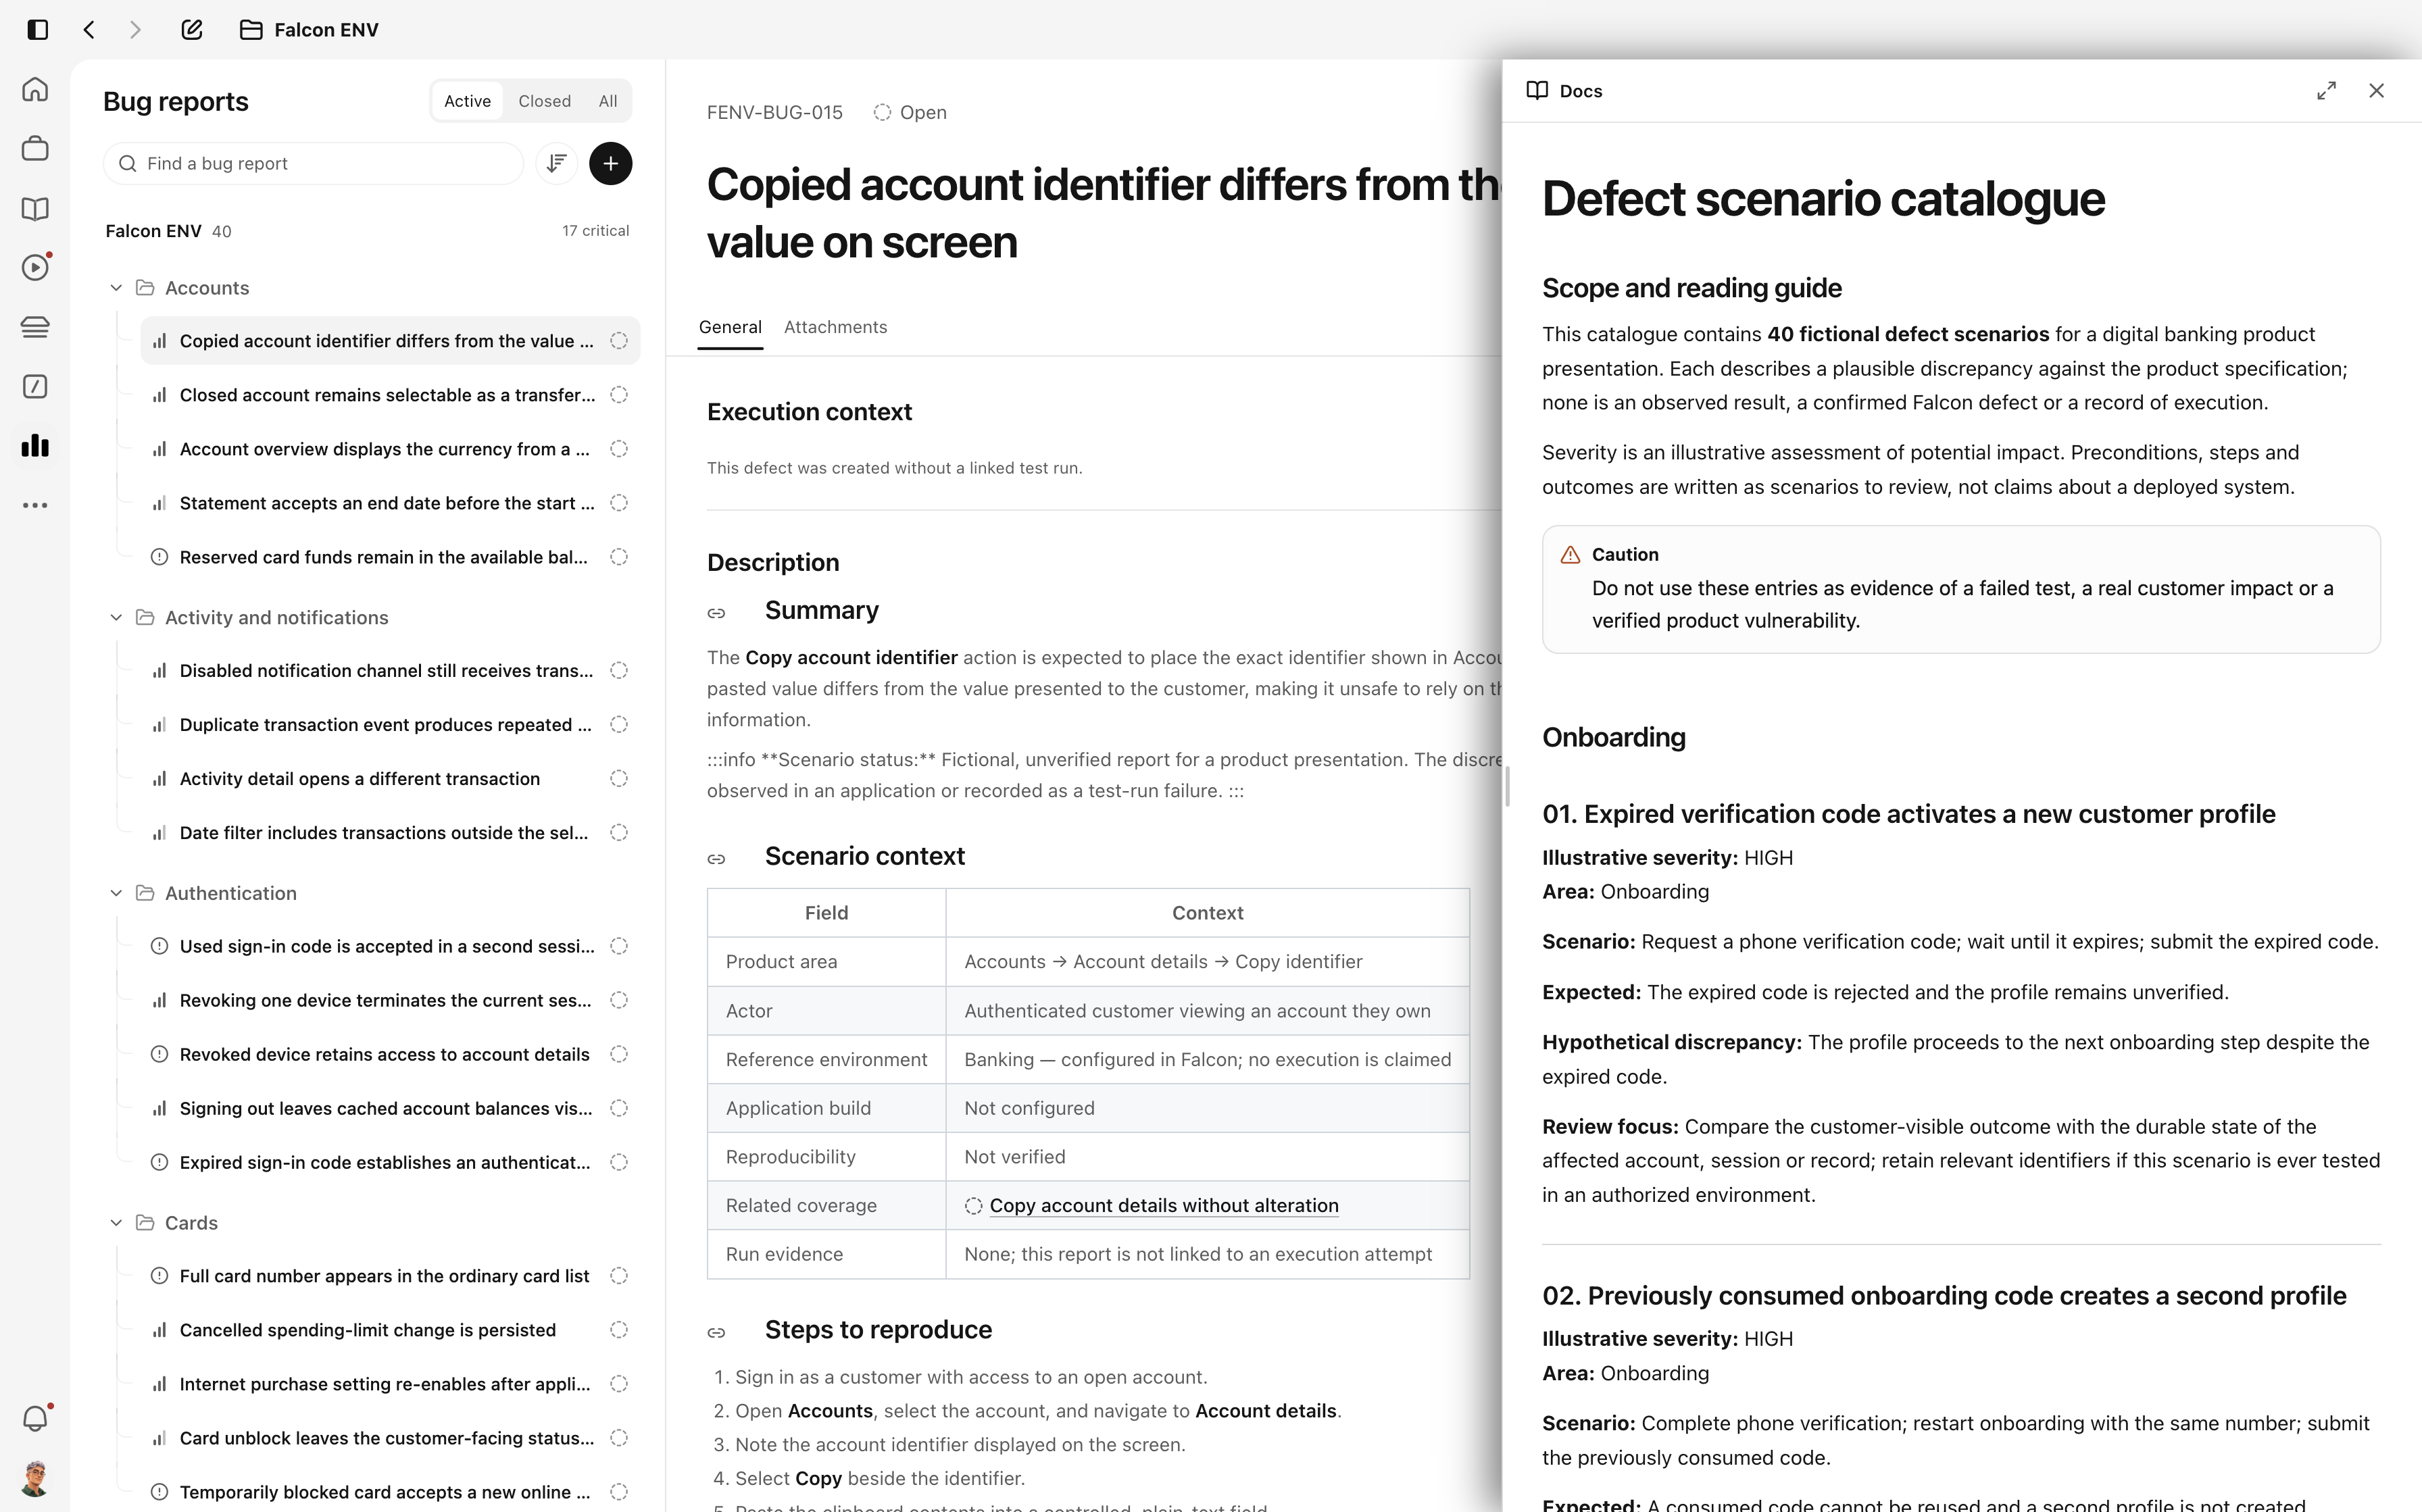 Falcon ENV
Bug reports
Active
Closed
All
Find a bug report
Falcon ENV 40
17 critical
Accounts
Copied account identifier differs from the value ...
Closed account remains selectable as a transfer...
Account overview displays the currency from a ...
Statement accepts an end date before the start ...
Reserved card funds remain in the available bal...
Activity and notifications
Disabled notification channel still receives trans...
Duplicate transaction event produces repeated ...
Activity detail opens a different transaction
Date filter includes transactions outside the sel...
Authentication
Used sign-in code is accepted in a second sessi...
Revoking one device terminates the current ses...
Revoked device retains access to account details
Signing out leaves cached account balances vis...
Expired sign-in code establishes an authenticat...
Cards
Full card number appears in the ordinary card list
Cancelled spending-limit change is persisted
Internet purchase setting re-enables after appli...
Card unblock leaves the customer-facing status...
Temporarily blocked card accepts a new online ...
FENV-BUG-015
Open
Copied account identifier differs from
value on screen
General
Attachments
Execution context
This defect was created without a linked test run.
Description
Summary
The Copy account identifier action is expected to place the exact identifier shown in
pasted value differs from the value presented to the customer, making it unsafe to rely on
information.
:::info **Scenario status:** Fictional, unverified report for a product presentation. The
observed in an application or recorded as a test-run failure. :::
Scenario context
Field
Context
Product area
Accounts → Account details → Copy identifier
Actor
Authenticated customer viewing an account they own
Reference environment
Banking — configured in Falcon; no execution is claimed
Application build
Not configured
Reproducibility
Not verified
Related coverage
Copy account details without alteration
Run evidence
None; this report is not linked to an execution attempt
Steps to reproduce
1. Sign in as a customer with access to an open account.
2. Open Accounts, select the account, and navigate to Account details.
3. Note the account identifier displayed on the screen.
4. Select Copy beside the identifier.
Docs
Defect scenario catalogue
Scope and reading guide
This catalogue contains 40 fictional defect scenarios for a digital banking product
presentation. Each describes a plausible discrepancy against the product specification;
none is an observed result, a confirmed Falcon defect or a record of execution.
Severity is an illustrative assessment of potential impact. Preconditions, steps and
outcomes are written as scenarios to review, not claims about a deployed system.
Caution
Do not use these entries as evidence of a failed test, a real customer impact or a
verified product vulnerability.
Onboarding
01. Expired verification code activates a new customer profile
Illustrative severity: HIGH
Area: Onboarding
Scenario: Request a phone verification code; wait until it expires; submit the expired code.
Expected: The expired code is rejected and the profile remains unverified.
Hypothetical discrepancy: The profile proceeds to the next onboarding step despite the
expired code.
Review focus: Compare the customer-visible outcome with the durable state of the
affected account, session or record; retain relevant identifiers if this scenario is ever tested
in an authorized environment.
02. Previously consumed onboarding code creates a second profile
Illustrative severity: HIGH
Area: Onboarding
Scenario: Complete phone verification; restart onboarding with the same number; submit
the previously consumed code.
Expected: A consumed code cannot be reused and a second profile is not created